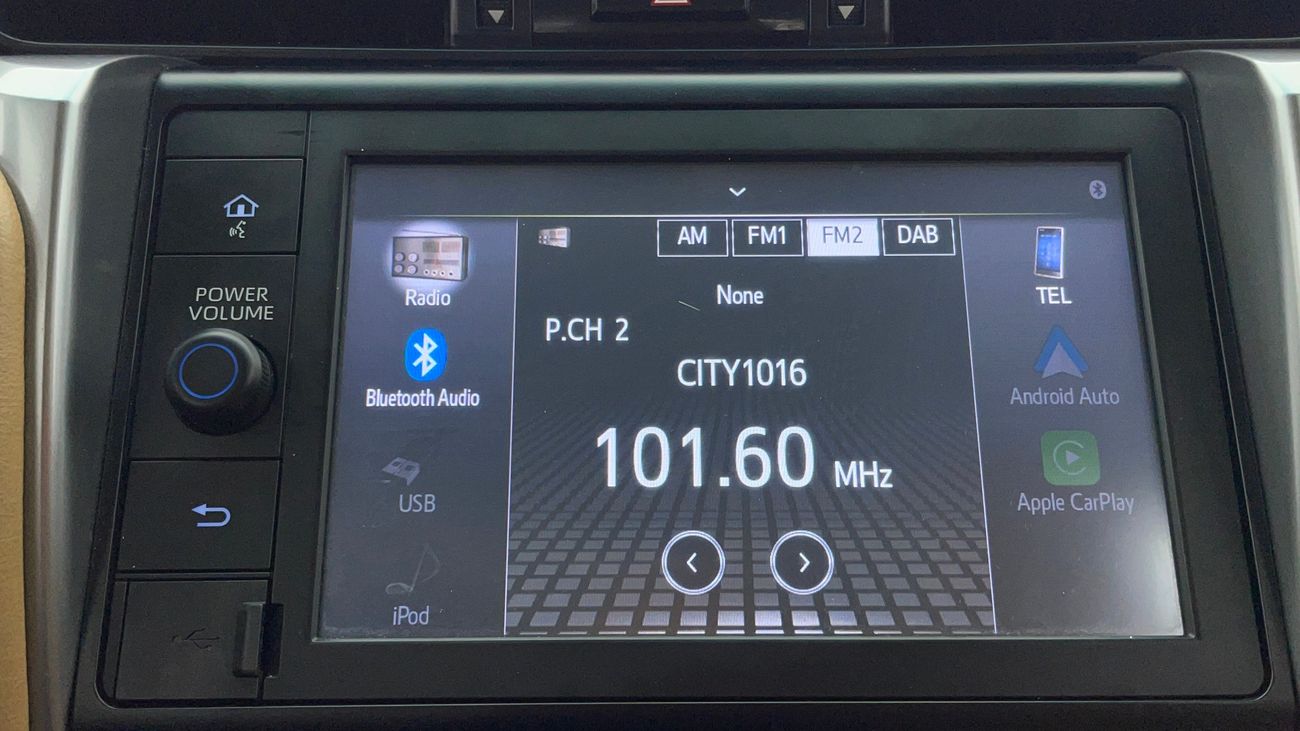 POWER
VOLUME
Radio
Bluetooth Audio
USB
iPod
AM FM1 FM2 DAB
None
P.CH 2
CITY1016
101.60 MHz
TEL
Android Auto
Apple CarPlay